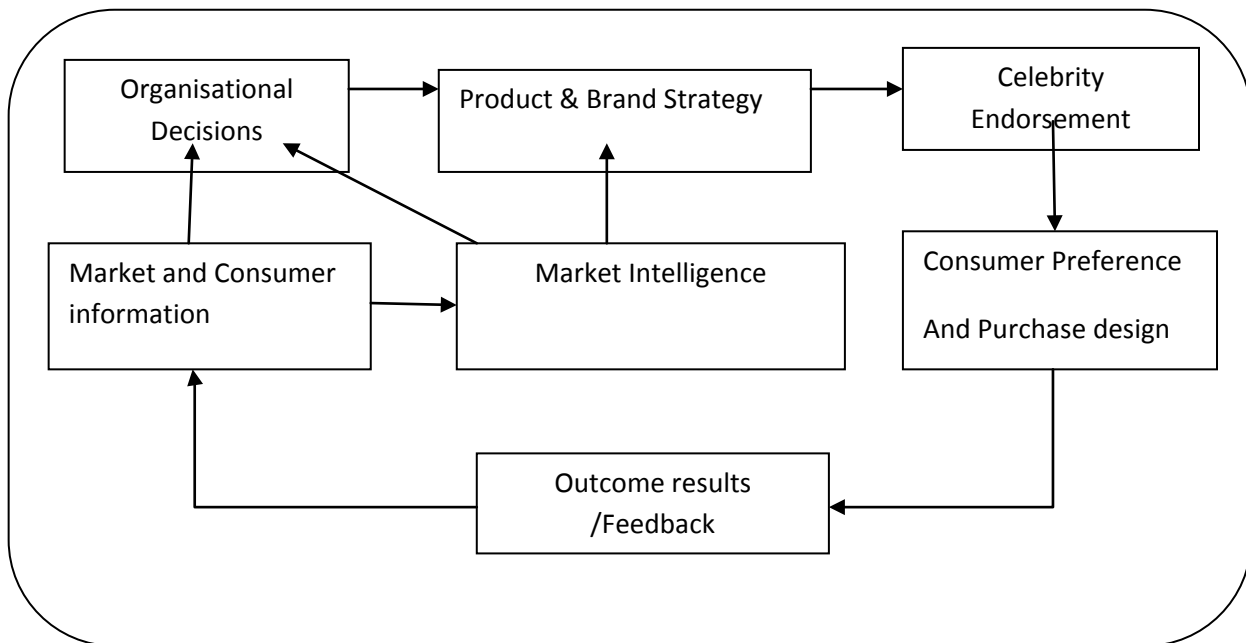 Organisational
Decisions
Product & Brand Strategy
Celebrity
Endorsement
Market and Consumer
information
Market Intelligence
Consumer Preference
And Purchase design
Outcome results
/Feedback